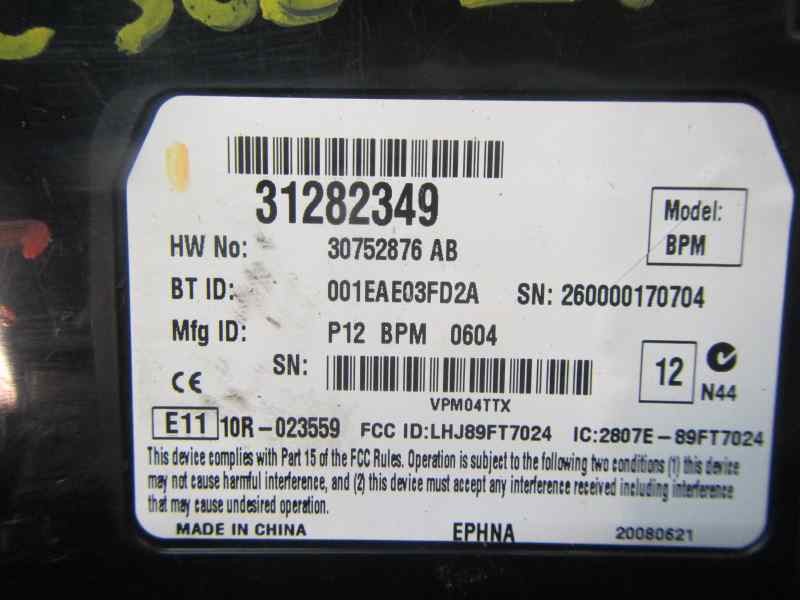 31282349
Model:
BPM
HW No: 30752876 AB
BT ID: 001EAE03FD2A SN: 260000170704
Mfg ID: P12 BPM 0604
SN:
VPM04TTX
12
N44
CE
E11 10R-023559 FCC ID:LHJ89FT7024 IC:2807E-89FT7024
This device complies with Part 15 of the FCC Rules. Operation is subject to the following two conditions (1) this device
may not cause harmful interference, and (2) this device must accept any interference received including interference
that may cause undesired operation.
MADE IN CHINA EPHNA 20080621